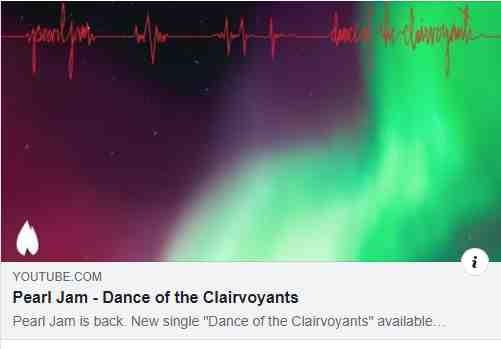 pearl jam dance of the clairvoyants
i
YOUTUBE.COM
Pearl Jam - Dance of the Clairvoyants
Pearl Jam is back. New single "Dance of the Clairvoyants" available…